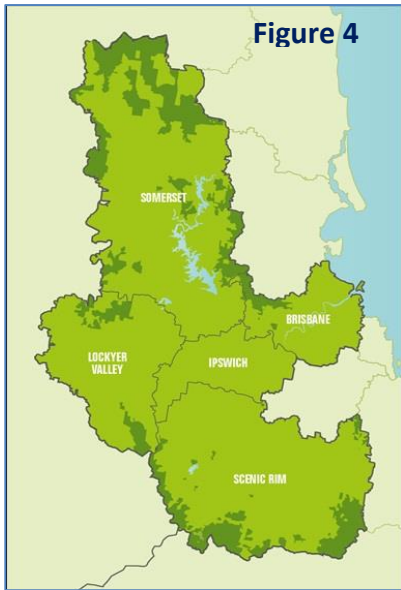 Figure 4
SOMERSET
BRISBANE
LOCKYER
VALLEY
IPSWICH
SCENIC RIM